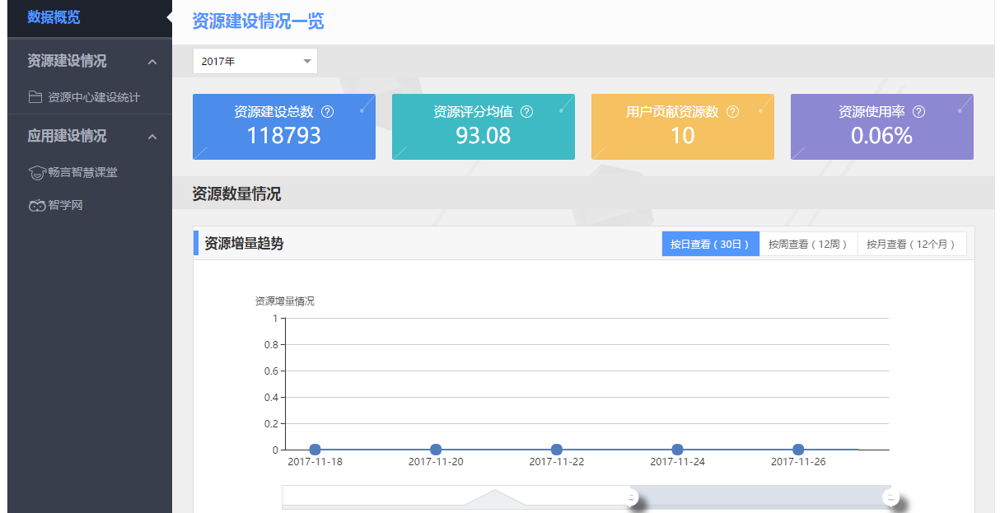 数据概览
资源建设情况
资源中心建设统计
应用建设情况
畅言智慧课堂
智学网
资源建设情况一览
2017年
资源建设总数 ?
118793
资源评分均值 ?
93.08
用户贡献资源数 ?
10
资源使用率 ?
0.06%
资源数量情况
资源增量趋势
按日查看（30日）
按周查看（12周）
按月查看（12个月）
资源增量情况
1
0.8
0.6
0.4
0.2
0
2017-11-18
2017-11-20
2017-11-22
2017-11-24
2017-11-26